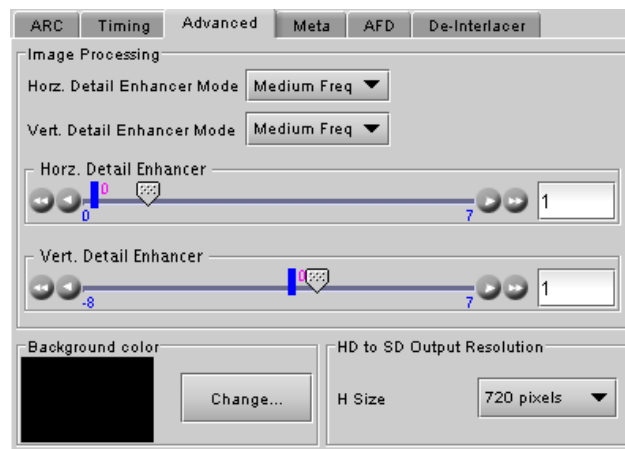 ARC Timing Advanced Meta AFD De-Interlacer
Image Processing
Horz. Detail Enhancer Mode Medium Freq
Vert. Detail Enhancer Mode Medium Freq
Horz. Detail Enhancer
0
0 7 1
Vert. Detail Enhancer
0
-8 7 1
Background color HD to SD Output Resolution
Change... H Size 720 pixels